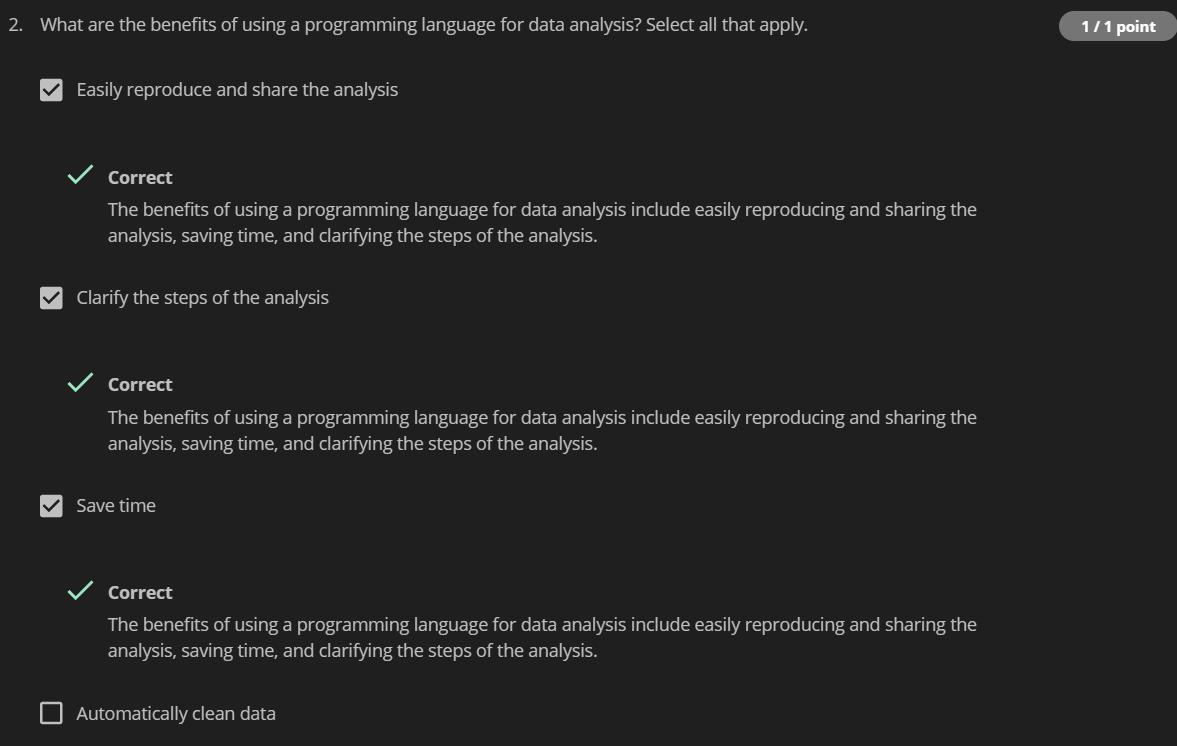 2. What are the benefits of using a programming language for data analysis? Select all that apply.
1 / 1 point
Easily reproduce and share the analysis
Correct
The benefits of using a programming language for data analysis include easily reproducing and sharing the
analysis, saving time, and clarifying the steps of the analysis.
Clarify the steps of the analysis
Correct
The benefits of using a programming language for data analysis include easily reproducing and sharing the
analysis, saving time, and clarifying the steps of the analysis.
Save time
Correct
The benefits of using a programming language for data analysis include easily reproducing and sharing the
analysis, saving time, and clarifying the steps of the analysis.
Automatically clean data